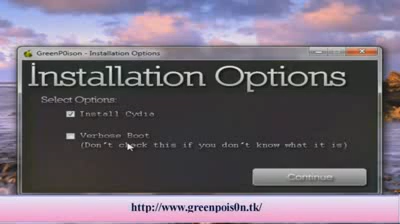 GreenP0ison - Installation Options
Installation Options
Select Options:
Install Cydia
Verbose Boot
(Don't check this if you don't know what it is)
Continue
http://www.greenpois0n.tk/